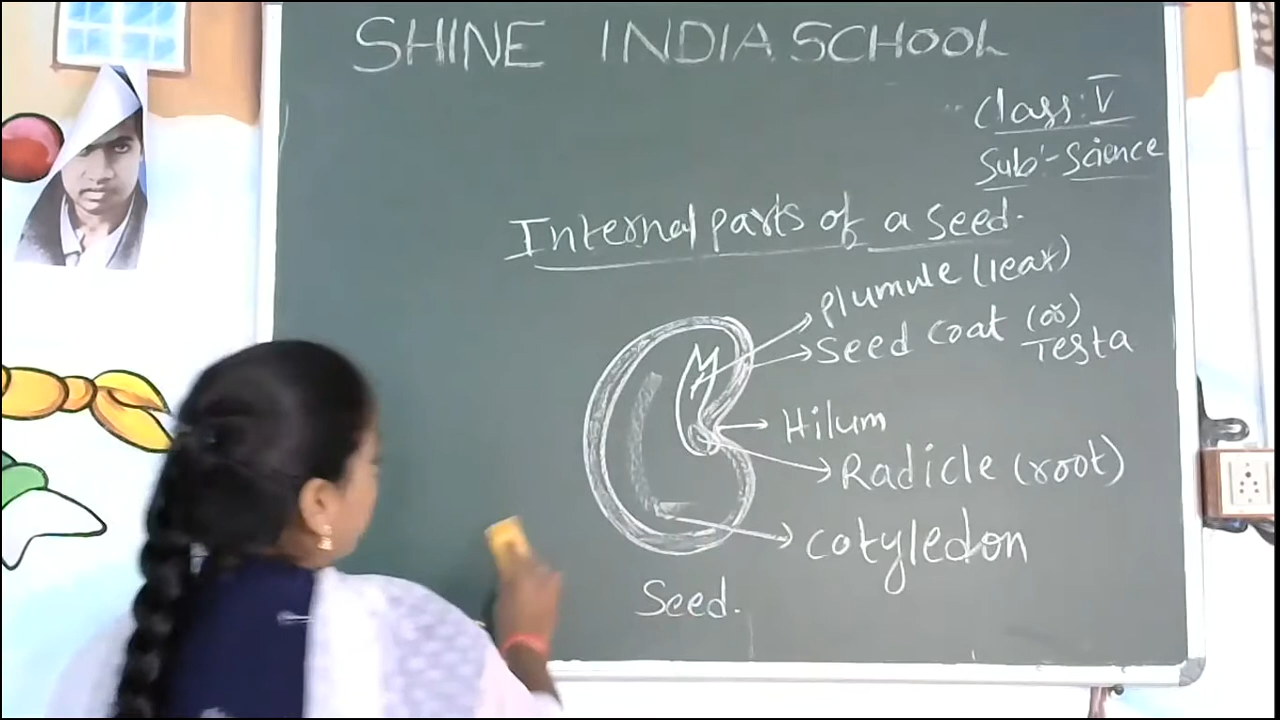 SHINE INDIA SCHOOL
Class: V
Sub:- Science
Internal parts of a seed.
Plumule (leaf)
Seed coat (or)
Testa
Hilum
Radicle (root)
Cotyledon
Seed.